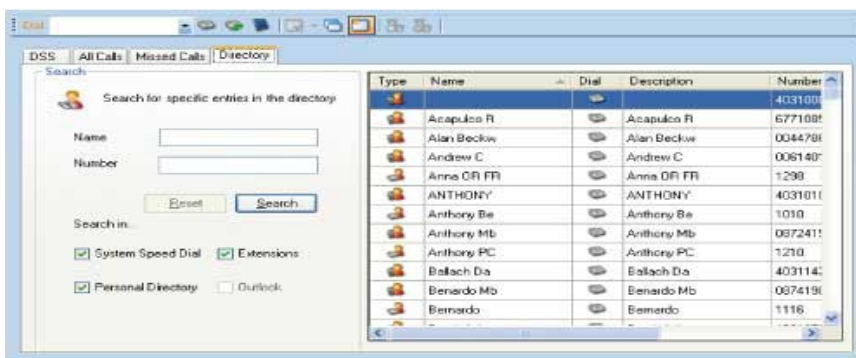 Dial
DSS All Calls Missed Calls Directory
Search
Search for specific entries in the directory
Name
Number
Reset Search
Search in...
System Speed Dial Extensions
Personal Directory Outlook
Type Name Dial Description Number
Acapulco R Acapulco R
Alan Beckw Alan Beckw
Andrew C Andrew C
Anna OR FR Anna OR FR 1298
ANTHONY ANTHONY
Anthony Be Anthony Be 1010
Anthony Mb Anthony Mb
Anthony PC Anthony PC 1210
Ballach Da Ballach Da
Benardo Mb Benardo Mb
Bernardo Bernardo 1116